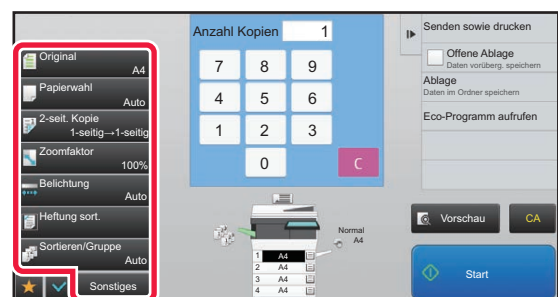 Original
A4
Papierwahl
Auto
2-seit. Kopie
1-seitig→1-seitig
Zoomfaktor
100%
Belichtung
Auto
Heftung sort.
Sortieren/Gruppe
Auto
Sonstiges
Anzahl Kopien 1
7 8 9
4 5 6
1 2 3
0 C
Normal
A4
1 A4
2 A4
3 A4
4 A4
Senden sowie drucken
Offene Ablage
Daten vorüberg. speichern
Ablage
Daten im Ordner speichern
Eco-Programm aufrufen
Vorschau CA
Start